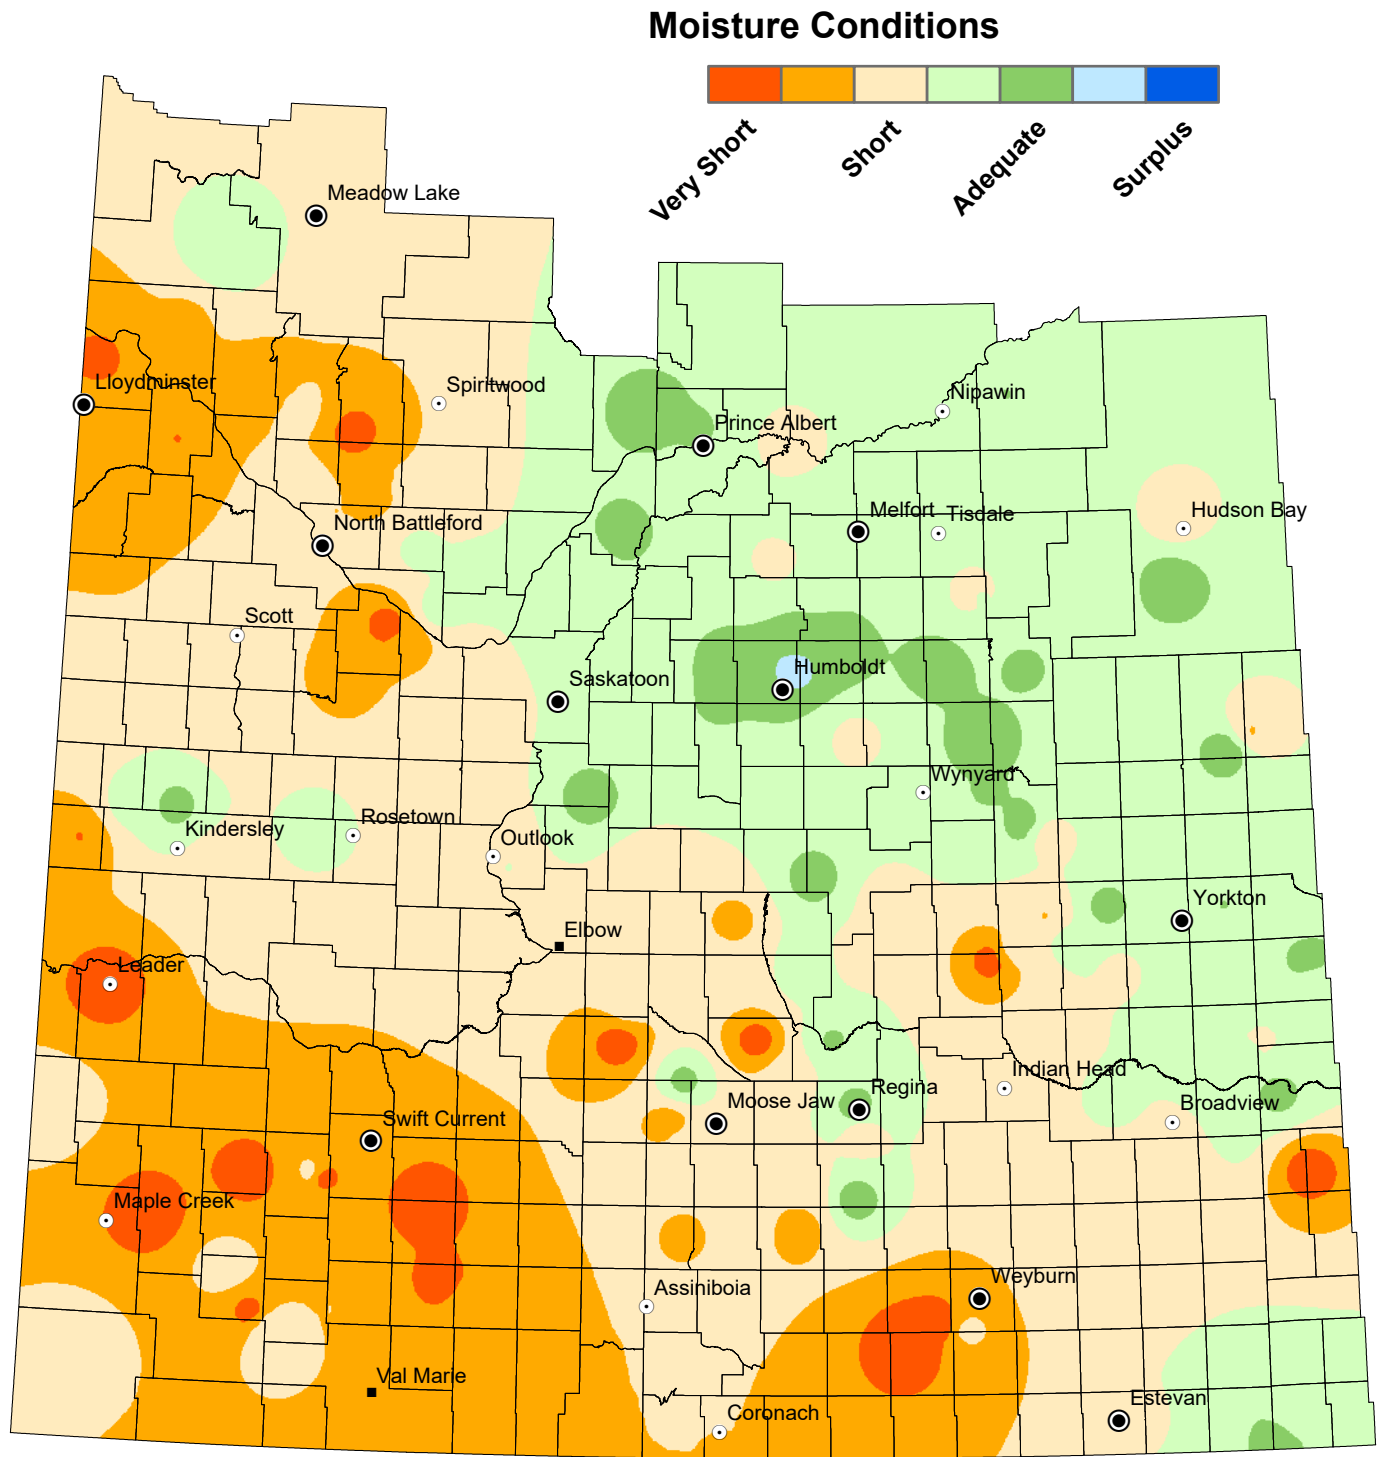 Moisture Conditions
Very Short
Short
Adequate
Surplus
Meadow Lake
Lloydminster
Spiritwood
Nipawin
Prince Albert
Melfort
Tisdale
Hudson Bay
North Battleford
Scott
Saskatoon
Humboldt
Wynyard
Kindersley
Rosetown
Outlook
Yorkton
Elbow
Leader
Indian Head
Regina
Moose Jaw
Broadview
Swift Current
Maple Creek
Weyburn
Assiniboia
Val Marie
Estevan
Coronach